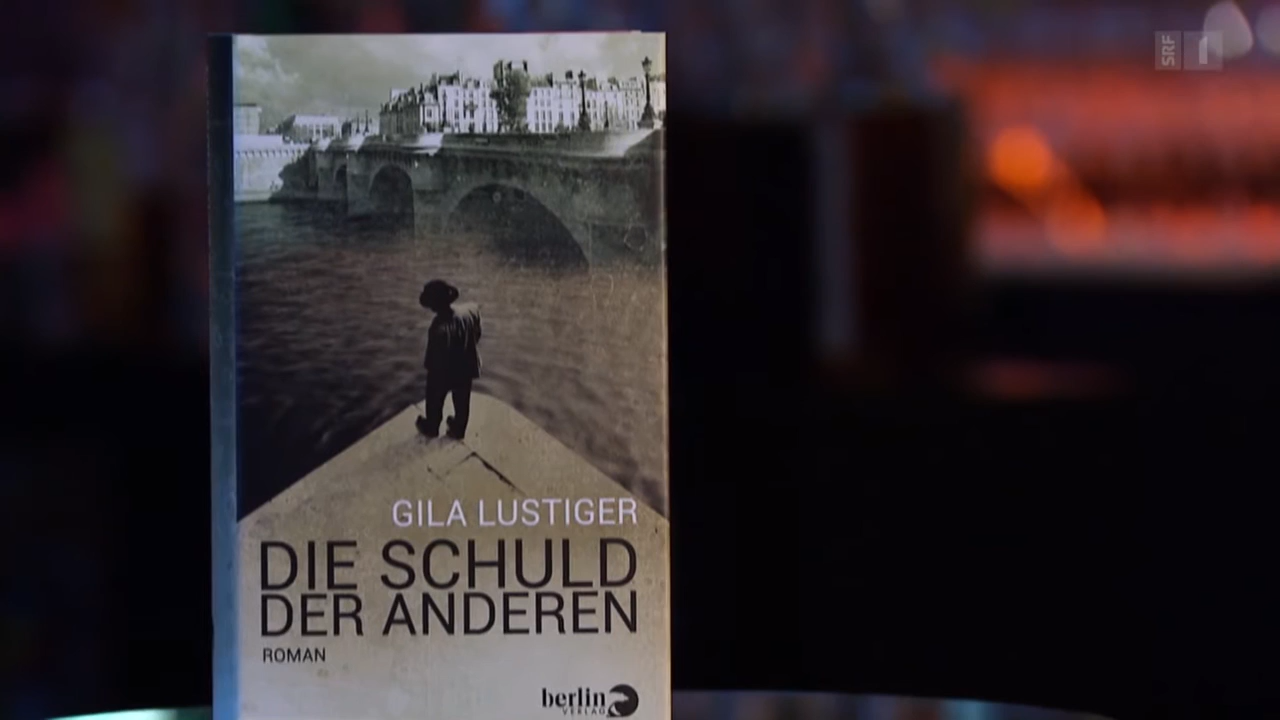 SRF 1
GILA LUSTIGER
DIE SCHULD
DER ANDEREN
ROMAN
berlin
VERLAG